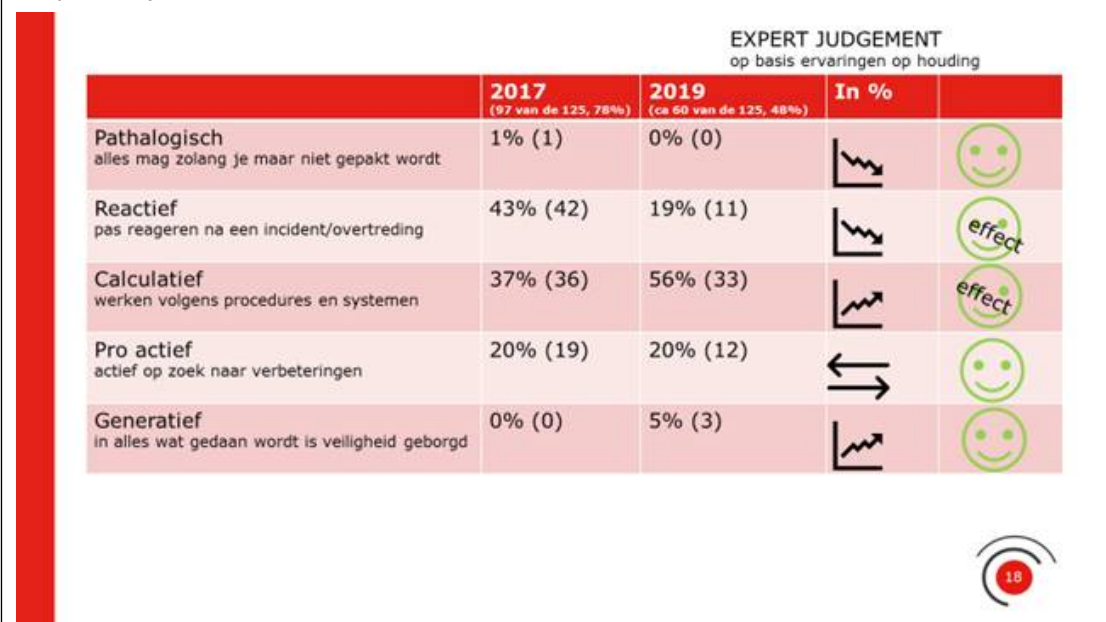 EXPERT JUDGEMENT
op basis ervaringen op houding
2017 2019 In %
(97 van de 125, 78%) (ca 60 van de 125, 48%)
Pathalogisch 1% (1) 0% (0)
alles mag zolang je maar niet gepakt wordt
Reactief 43% (42) 19% (11)
pas reageren na een incident/overtreding effect
Calculatief 37% (36) 56% (33)
werken volgens procedures en systemen effect
Pro actief 20% (19) 20% (12)
actief op zoek naar verbeteringen
Generatief 0% (0) 5% (3)
in alles wat gedaan wordt is veiligheid geborgd
18